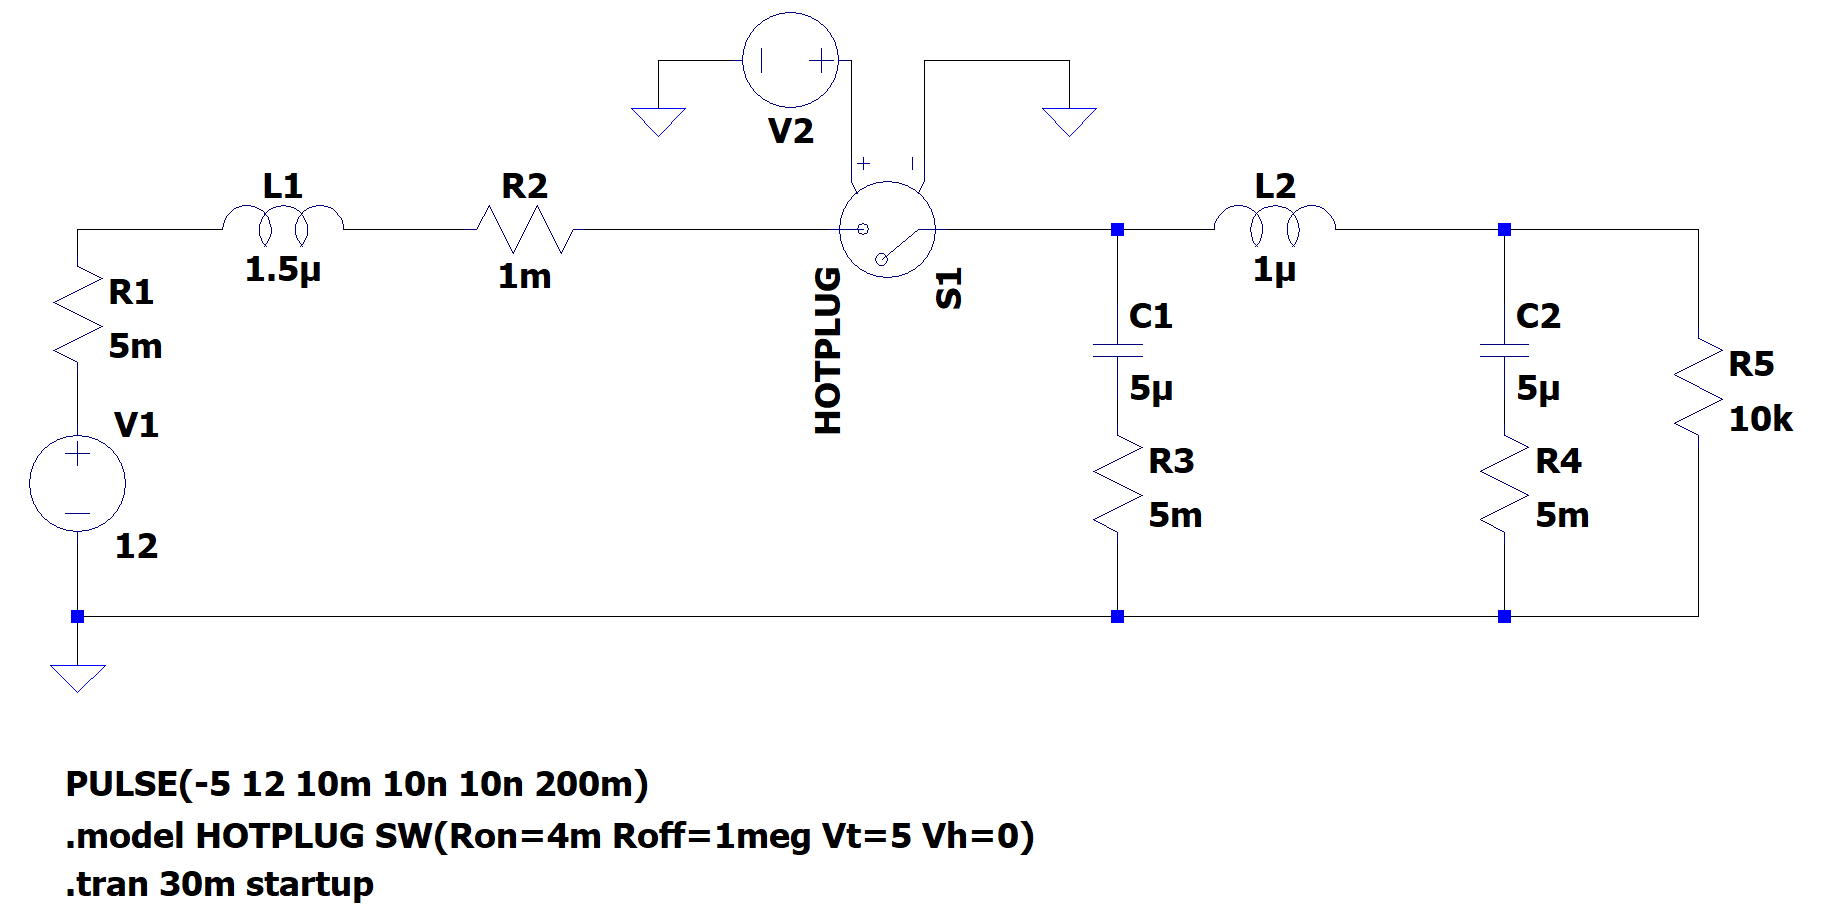 V2
L1
1.5µ
R2
1m
HOTPLUG
S1
L2
1µ
R1
5m
V1
12
C1
5µ
R3
5m
C2
5µ
R4
5m
R5
10k
PULSE(-5 12 10m 10n 10n 200m)
.model HOTPLUG SW(Ron=4m Roff=1meg Vt=5 Vh=0)
.tran 30m startup